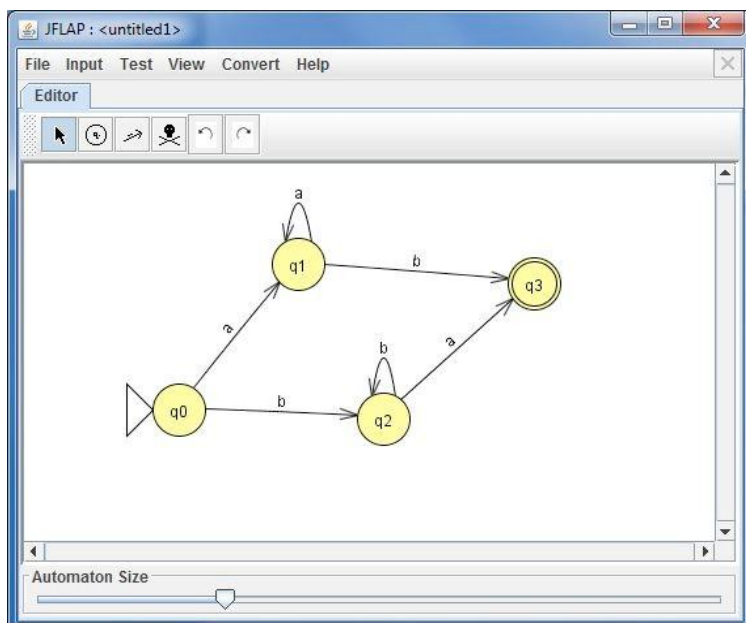 JFLAP : <untitled1>
File Input Test View Convert Help
Editor
a
q1
b
q3
a
a
b
q0
b
q2
Automaton Size